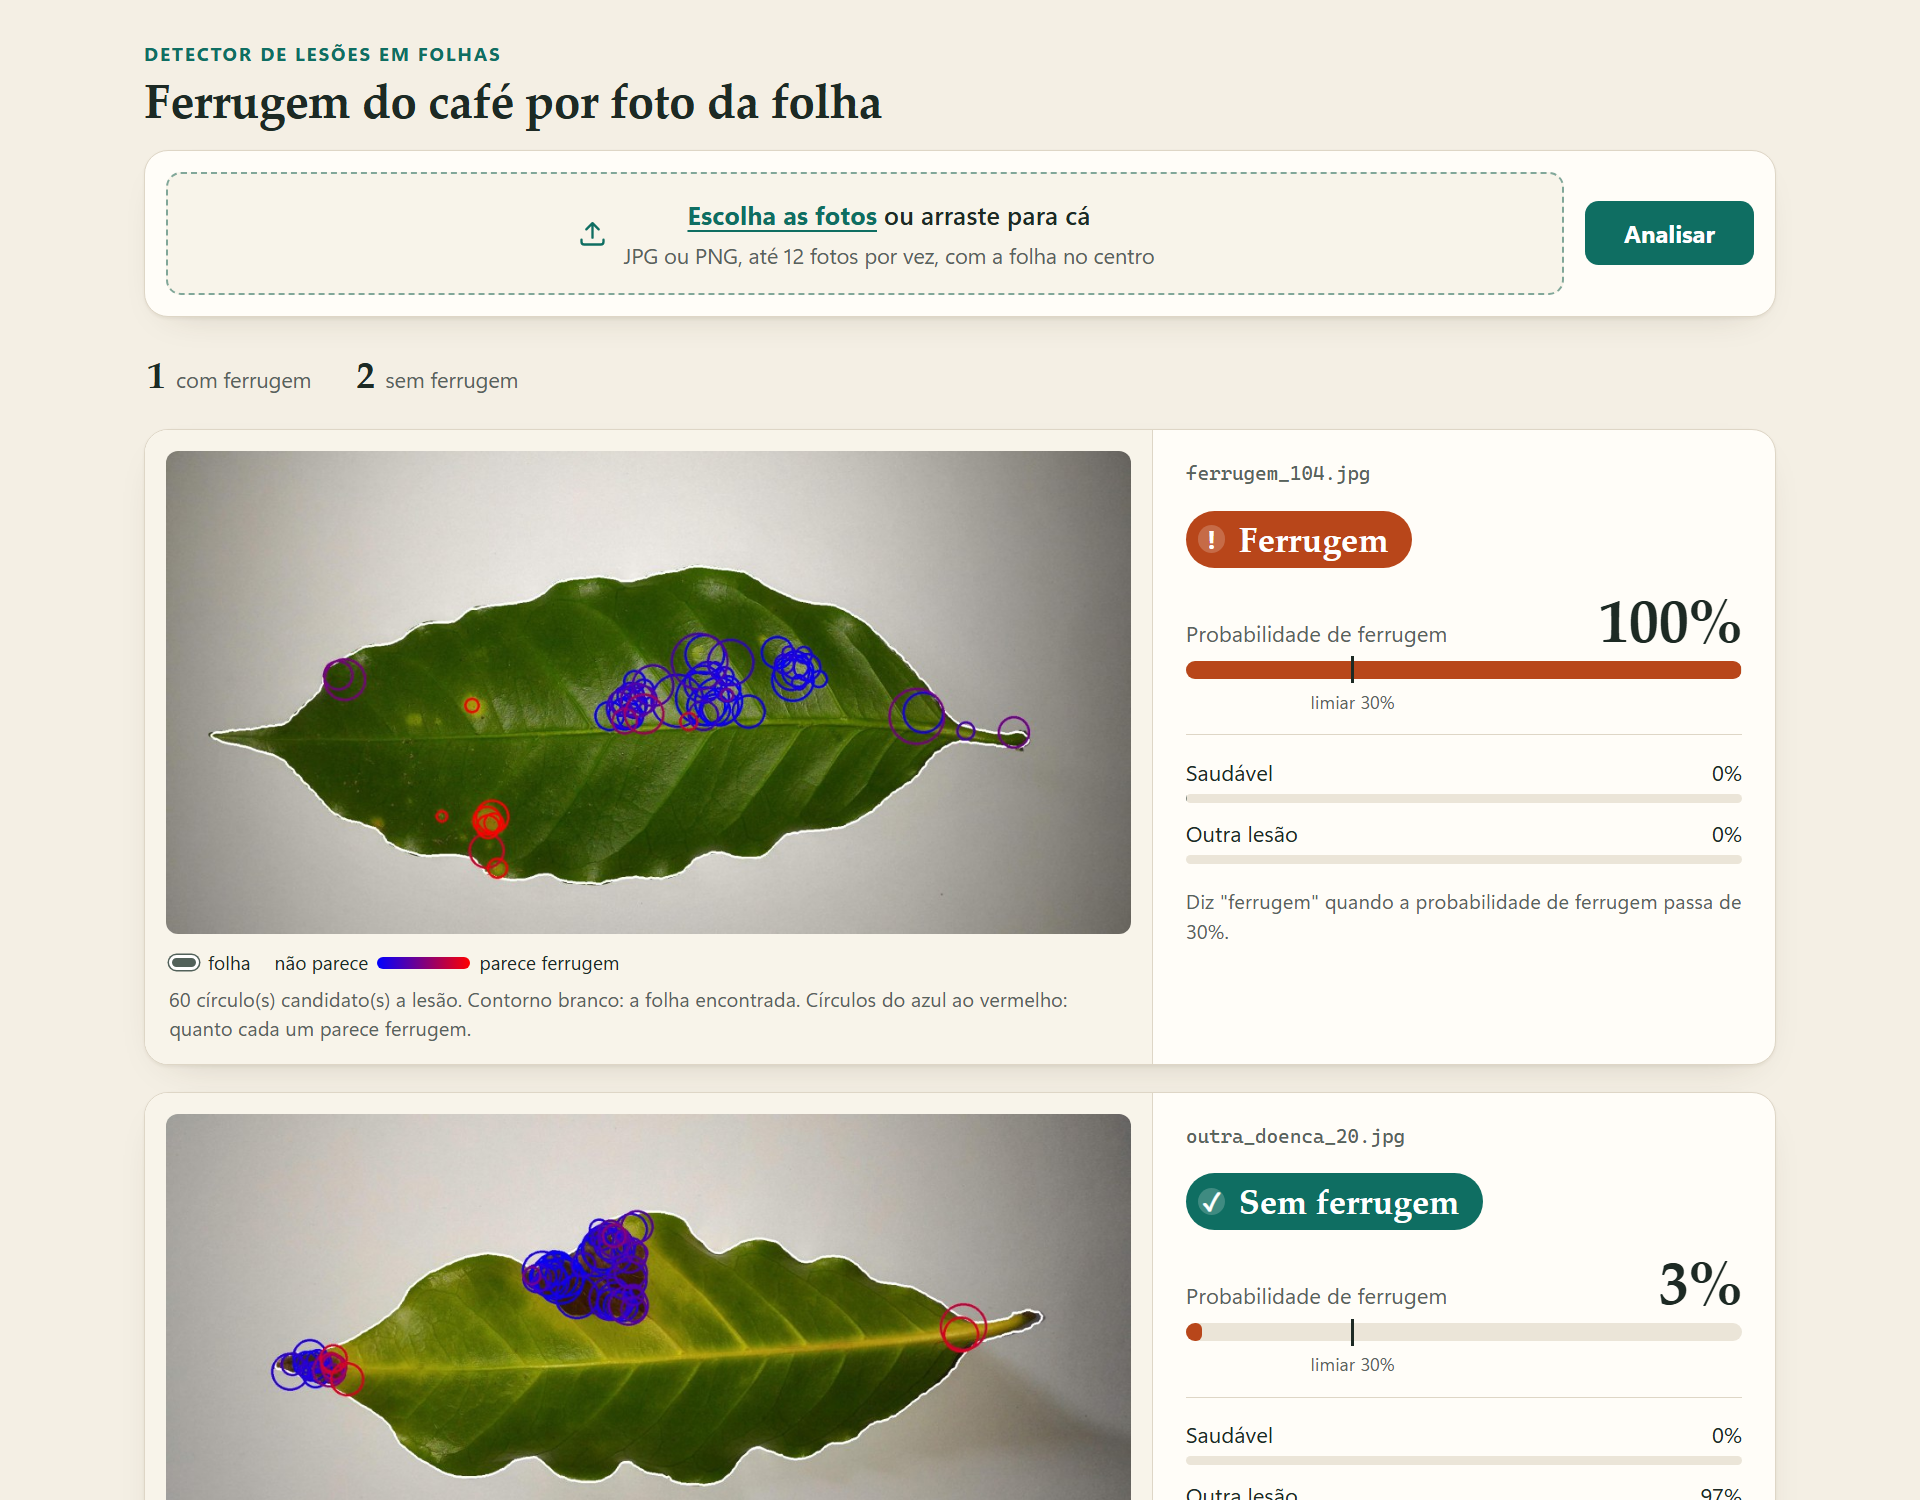 DETECTOR DE LESÕES EM FOLHAS
Ferrugem do café por foto da folha
Escolha as fotos ou arraste para cá
JPG ou PNG, até 12 fotos por vez, com a folha no centro
Analisar
1 com ferrugem 2 sem ferrugem
ferrugem_104.jpg
! Ferrugem
Probabilidade de ferrugem 100%
limiar 30%
Saudável 0%
Outra lesão 0%
Diz "ferrugem" quando a probabilidade de ferrugem passa de
30%.
folha não parece parece ferrugem
60 círculo(s) candidato(s) a lesão. Contorno branco: a folha encontrada. Círculos do azul ao vermelho:
quanto cada um parece ferrugem.
outra_doenca_20.jpg
✓ Sem ferrugem
Probabilidade de ferrugem 3%
limiar 30%
Saudável 0%
Outra lesão 97%